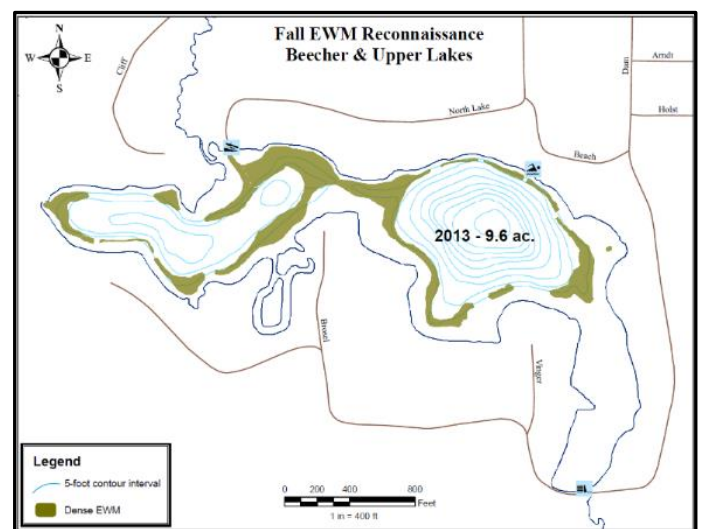 Fall EWM Reconnaissance
Beecher & Upper Lakes
N
W
E
S
Cliff
North Lake
Dam
Arndt
Holst
Beach
2013 - 9.6 ac.
Brossl
Vinger
Legend
5-foot contour interval
Dense EWM
0 200 400 800
Feet
1 in = 400 ft